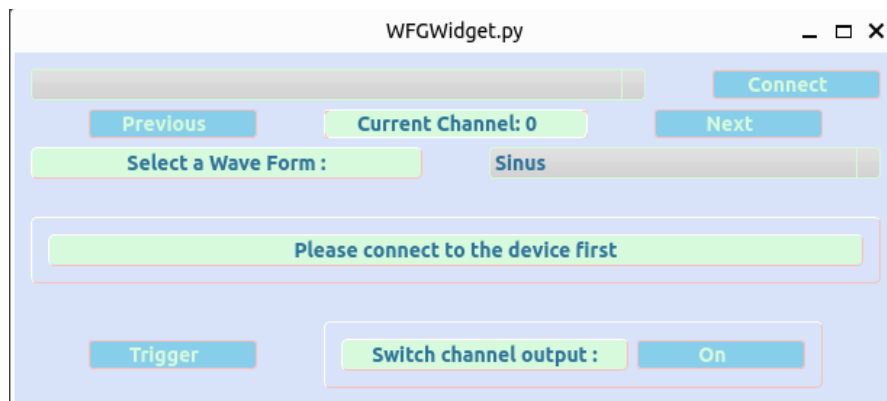 WFGWidget.py
Connect
Previous Current Channel: 0 Next
Select a Wave Form : Sinus
Please connect to the device first
Trigger Switch channel output : On